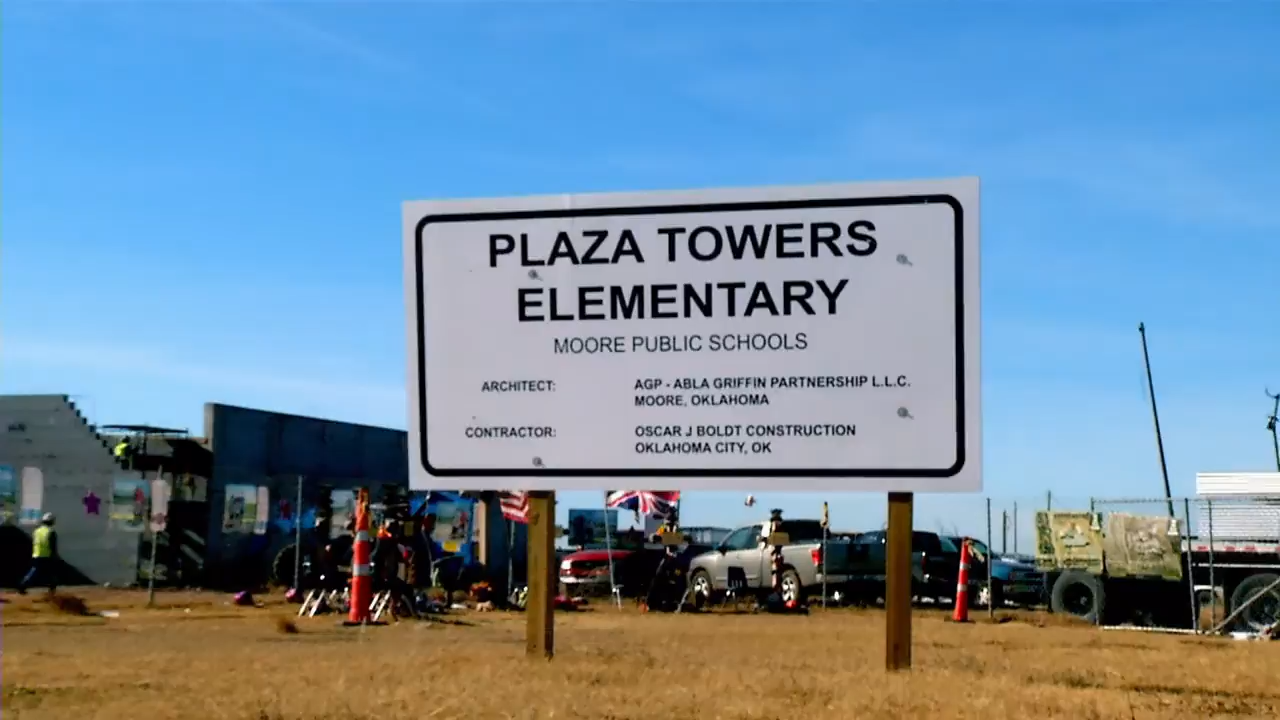 PLAZA TOWERS
ELEMENTARY
MOORE PUBLIC SCHOOLS
ARCHITECT: AGP - ABLA GRIFFIN PARTNERSHIP L.L.C.
MOORE, OKLAHOMA
CONTRACTOR: OSCAR J BOLDT CONSTRUCTION
OKLAHOMA CITY, OK